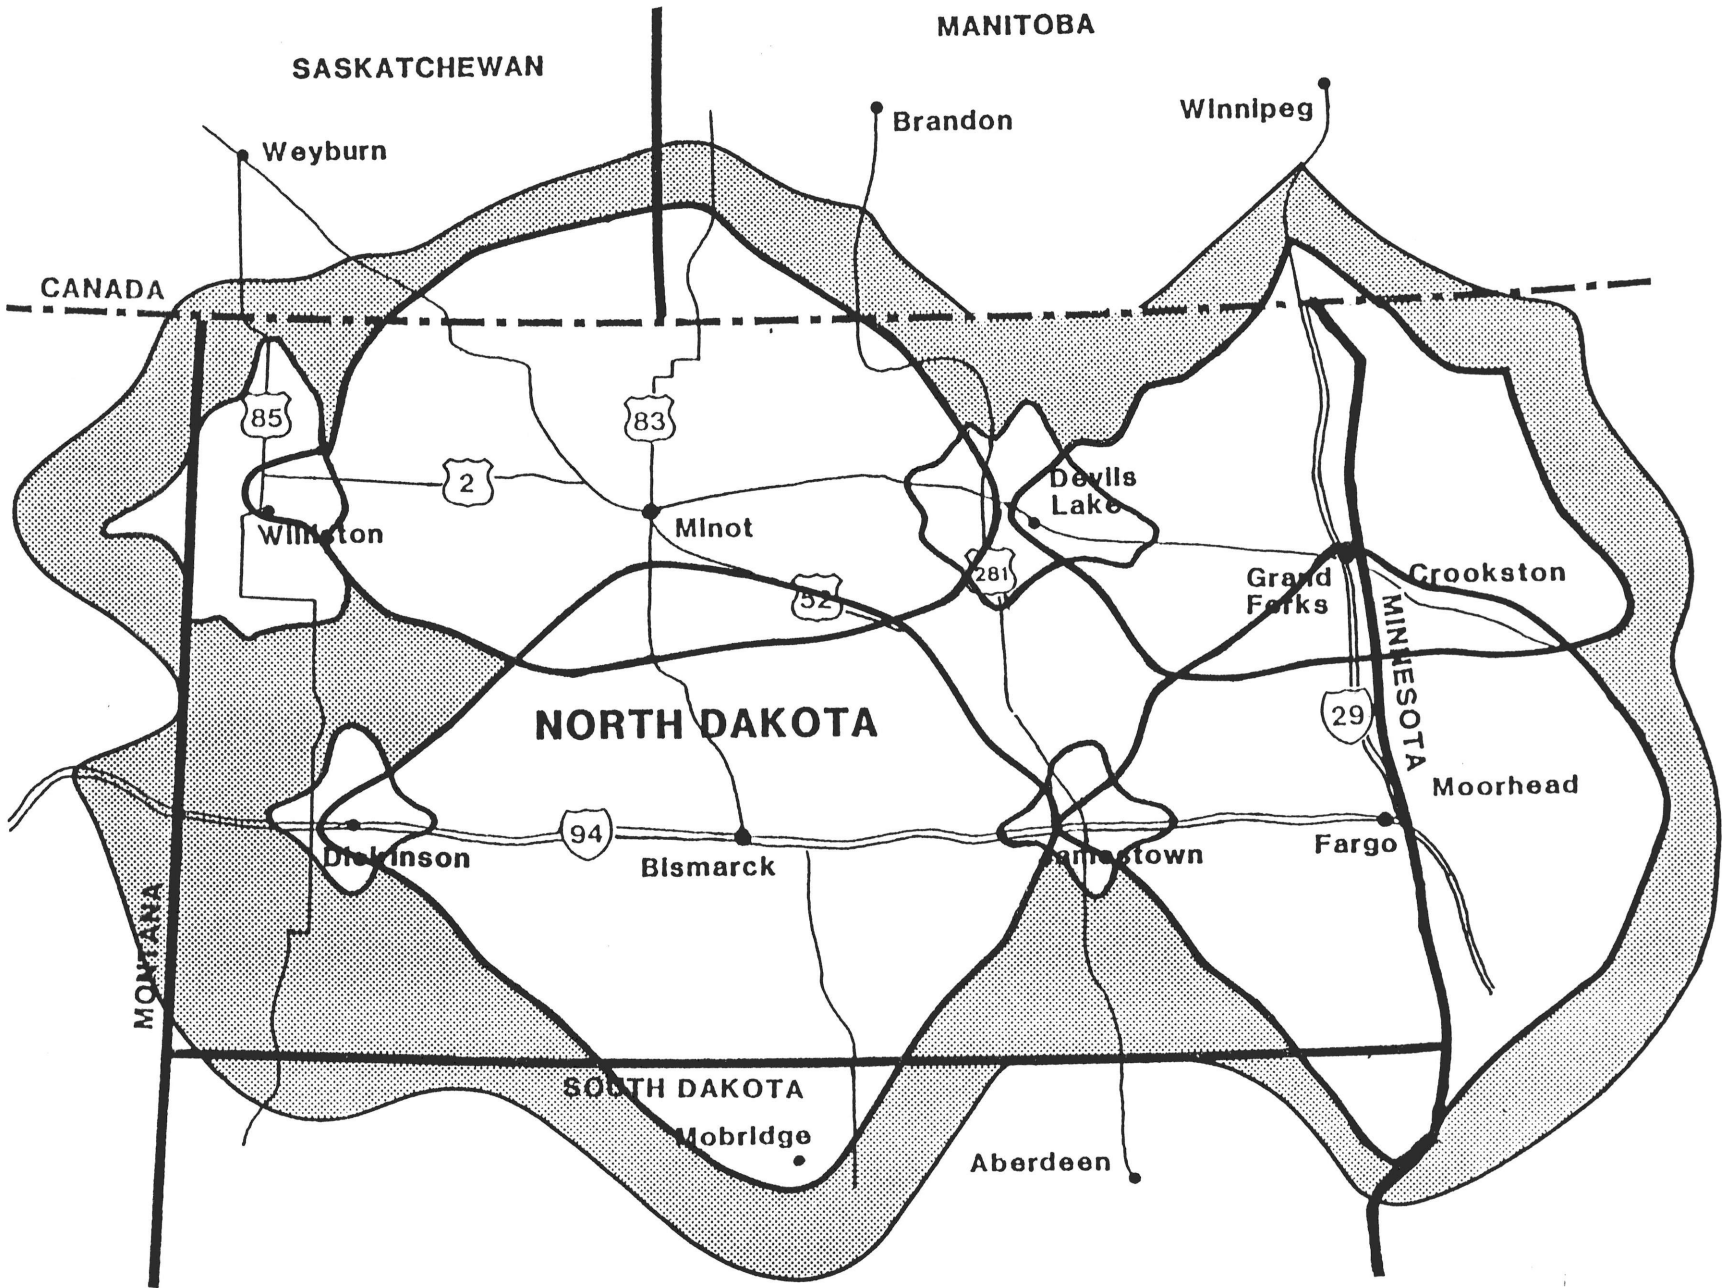 MANITOBA
SASKATCHEWAN
Winnipeg
Brandon
Weyburn
CANADA
85
83
2
Devils
Lake
Williston
Minot
281
52
Grand
Forks
Crookston
MINNESOTA
29
NORTH DAKOTA
Moorhead
94
Fargo
Dickinson
Bismarck
Jamestown
MONTANA
SOUTH DAKOTA
Mobridge
Aberdeen